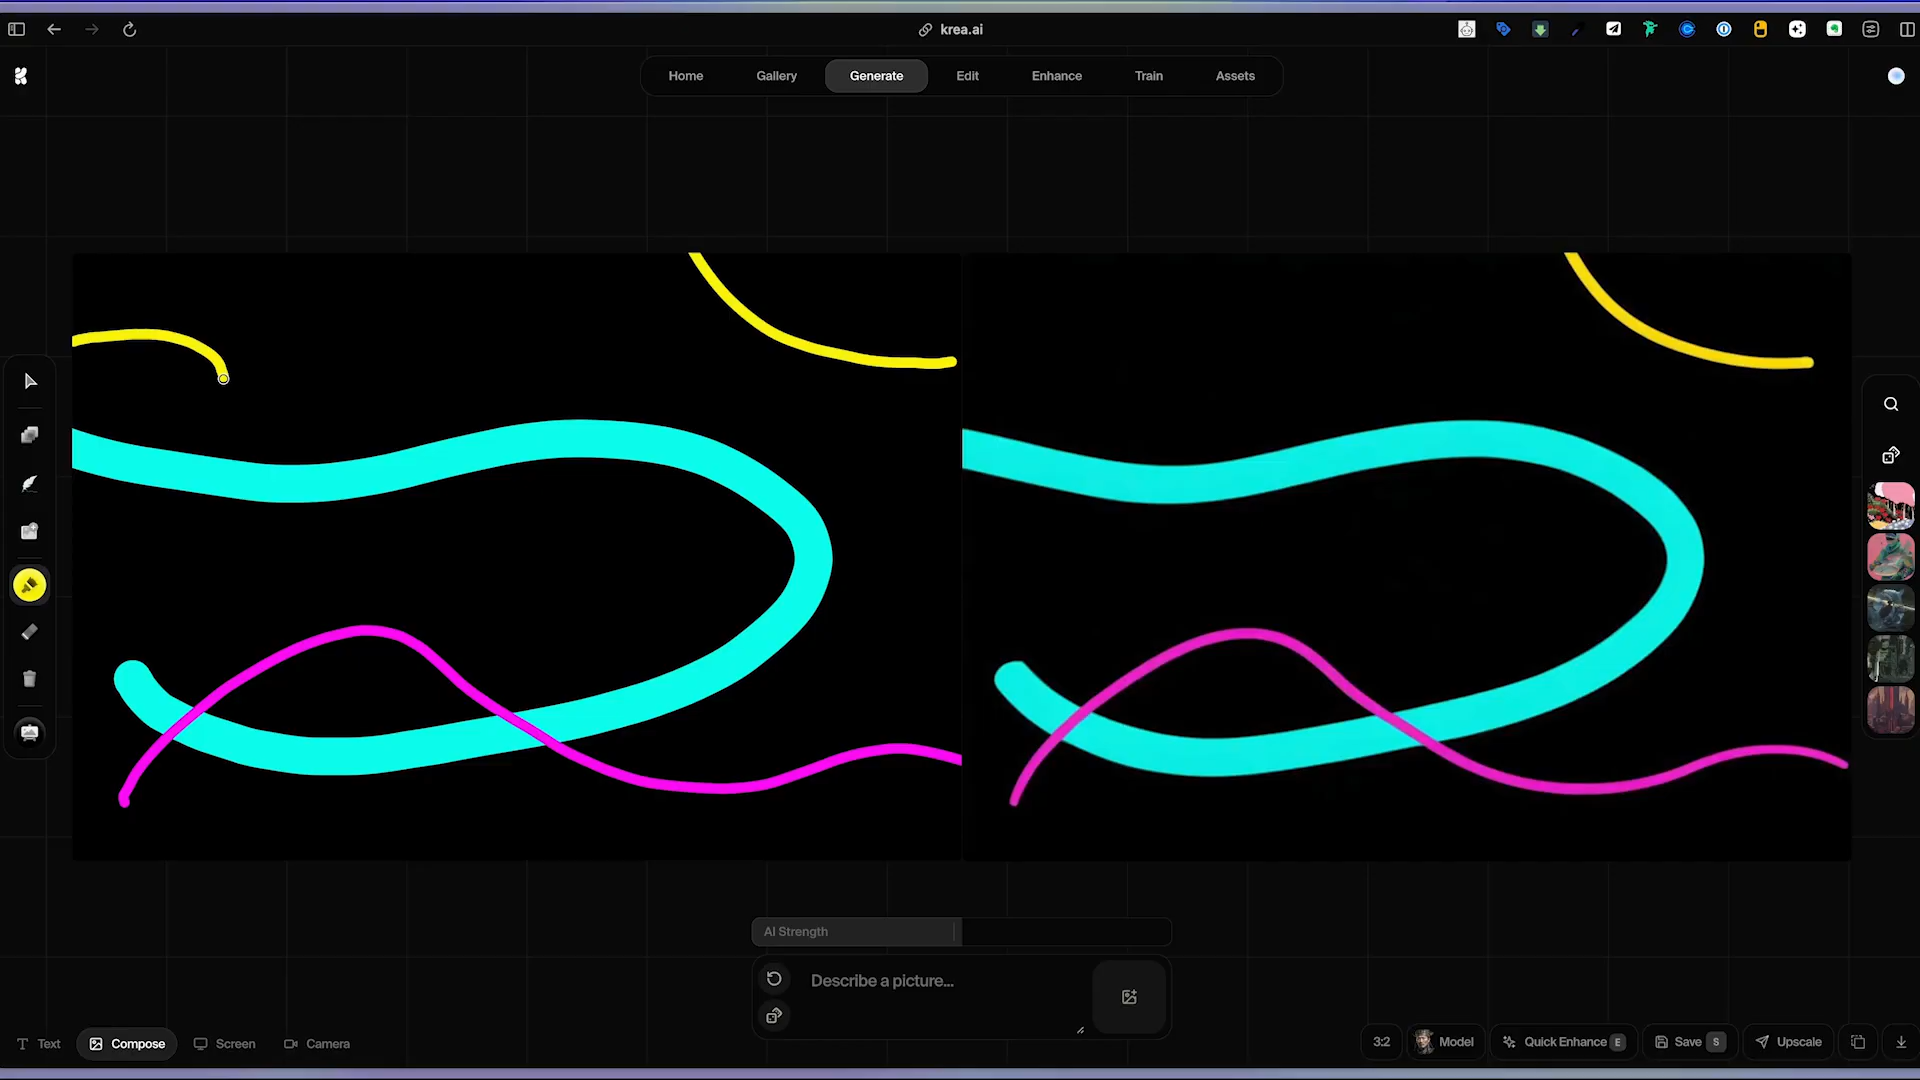 krea.ai
Home Gallery Generate Edit Enhance Train Assets
AI Strength
Describe a picture...
Text Compose Screen Camera
3:2 Model Quick Enhance E Save S Upscale